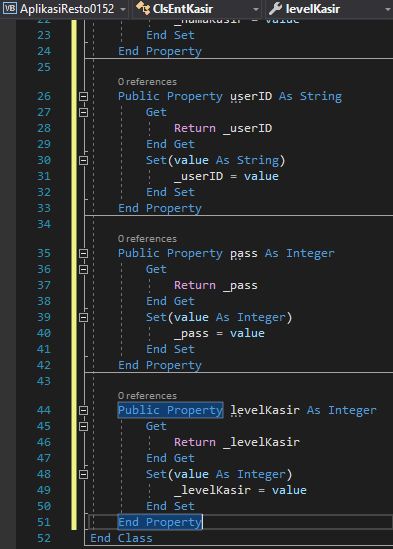 AplikasiResto0152 ClsEntKasir levelKasir
22 _namaKasir = value
23 End Set
24 End Property
25
0 references
26 Public Property userID As String
27 Get
28 Return _userID
29 End Get
30 Set(value As String)
31 _userID = value
32 End Set
33 End Property
34
0 references
35 Public Property pass As Integer
36 Get
37 Return _pass
38 End Get
39 Set(value As Integer)
40 _pass = value
41 End Set
42 End Property
43
0 references
44 Public Property levelKasir As Integer
45 Get
46 Return _levelKasir
47 End Get
48 Set(value As Integer)
49 _levelKasir = value
50 End Set
51 End Property
52 End Class